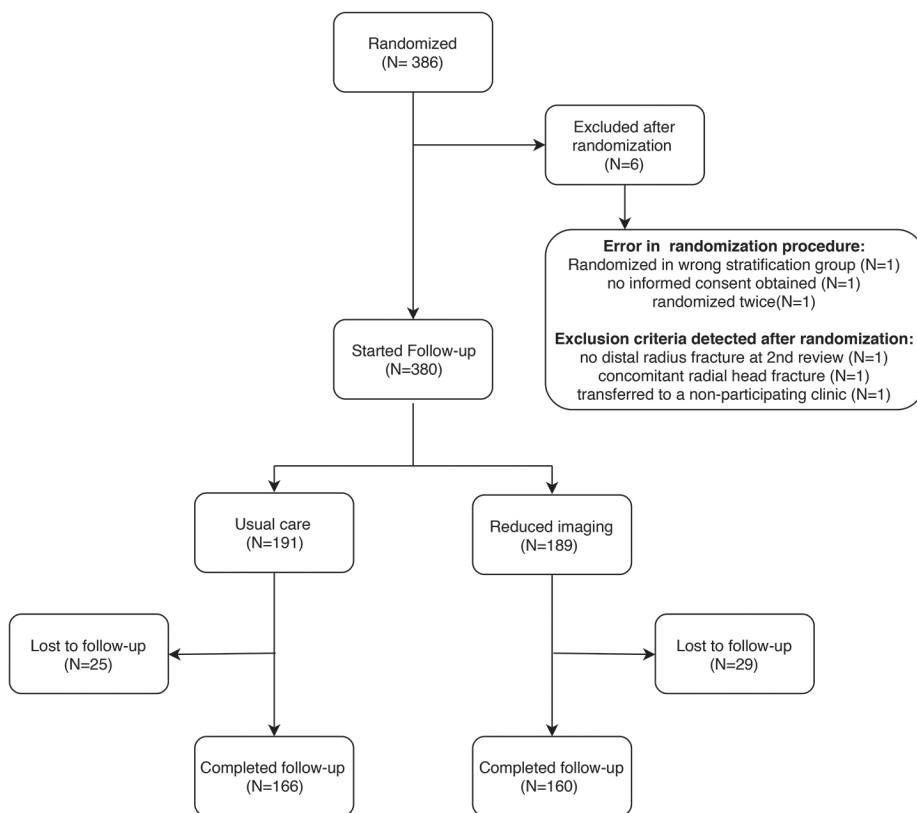 Randomized
(N= 386)
Excluded after
randomization
(N=6)
Error in randomization procedure:
Randomized in wrong stratification group (N=1)
no informed consent obtained (N=1)
randomized twice(N=1)
Exclusion criteria detected after randomization:
no distal radius fracture at 2nd review (N=1)
concomitant radial head fracture (N=1)
transferred to a non-participating clinic (N=1)
Started Follow-up
(N=380)
Usual care
(N=191)
Reduced imaging
(N=189)
Lost to follow-up
(N=25)
Lost to follow-up
(N=29)
Completed follow-up
(N=166)
Completed follow-up
(N=160)